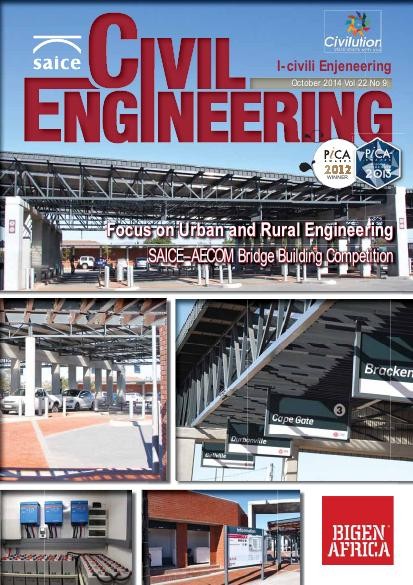 saice
CIVIL
ENGINEERING
Civilution
I-civili Enjeneering
October 2014 Vol 22 No 9
PICA
2012
WINNER
PICA
2013
Focus on Urban and Rural Engineering
SAICE–AECOM Bridge Building Competition
Bracken
3
Cape Gate
Durbanville
Bellville
BIGEN
AFRICA